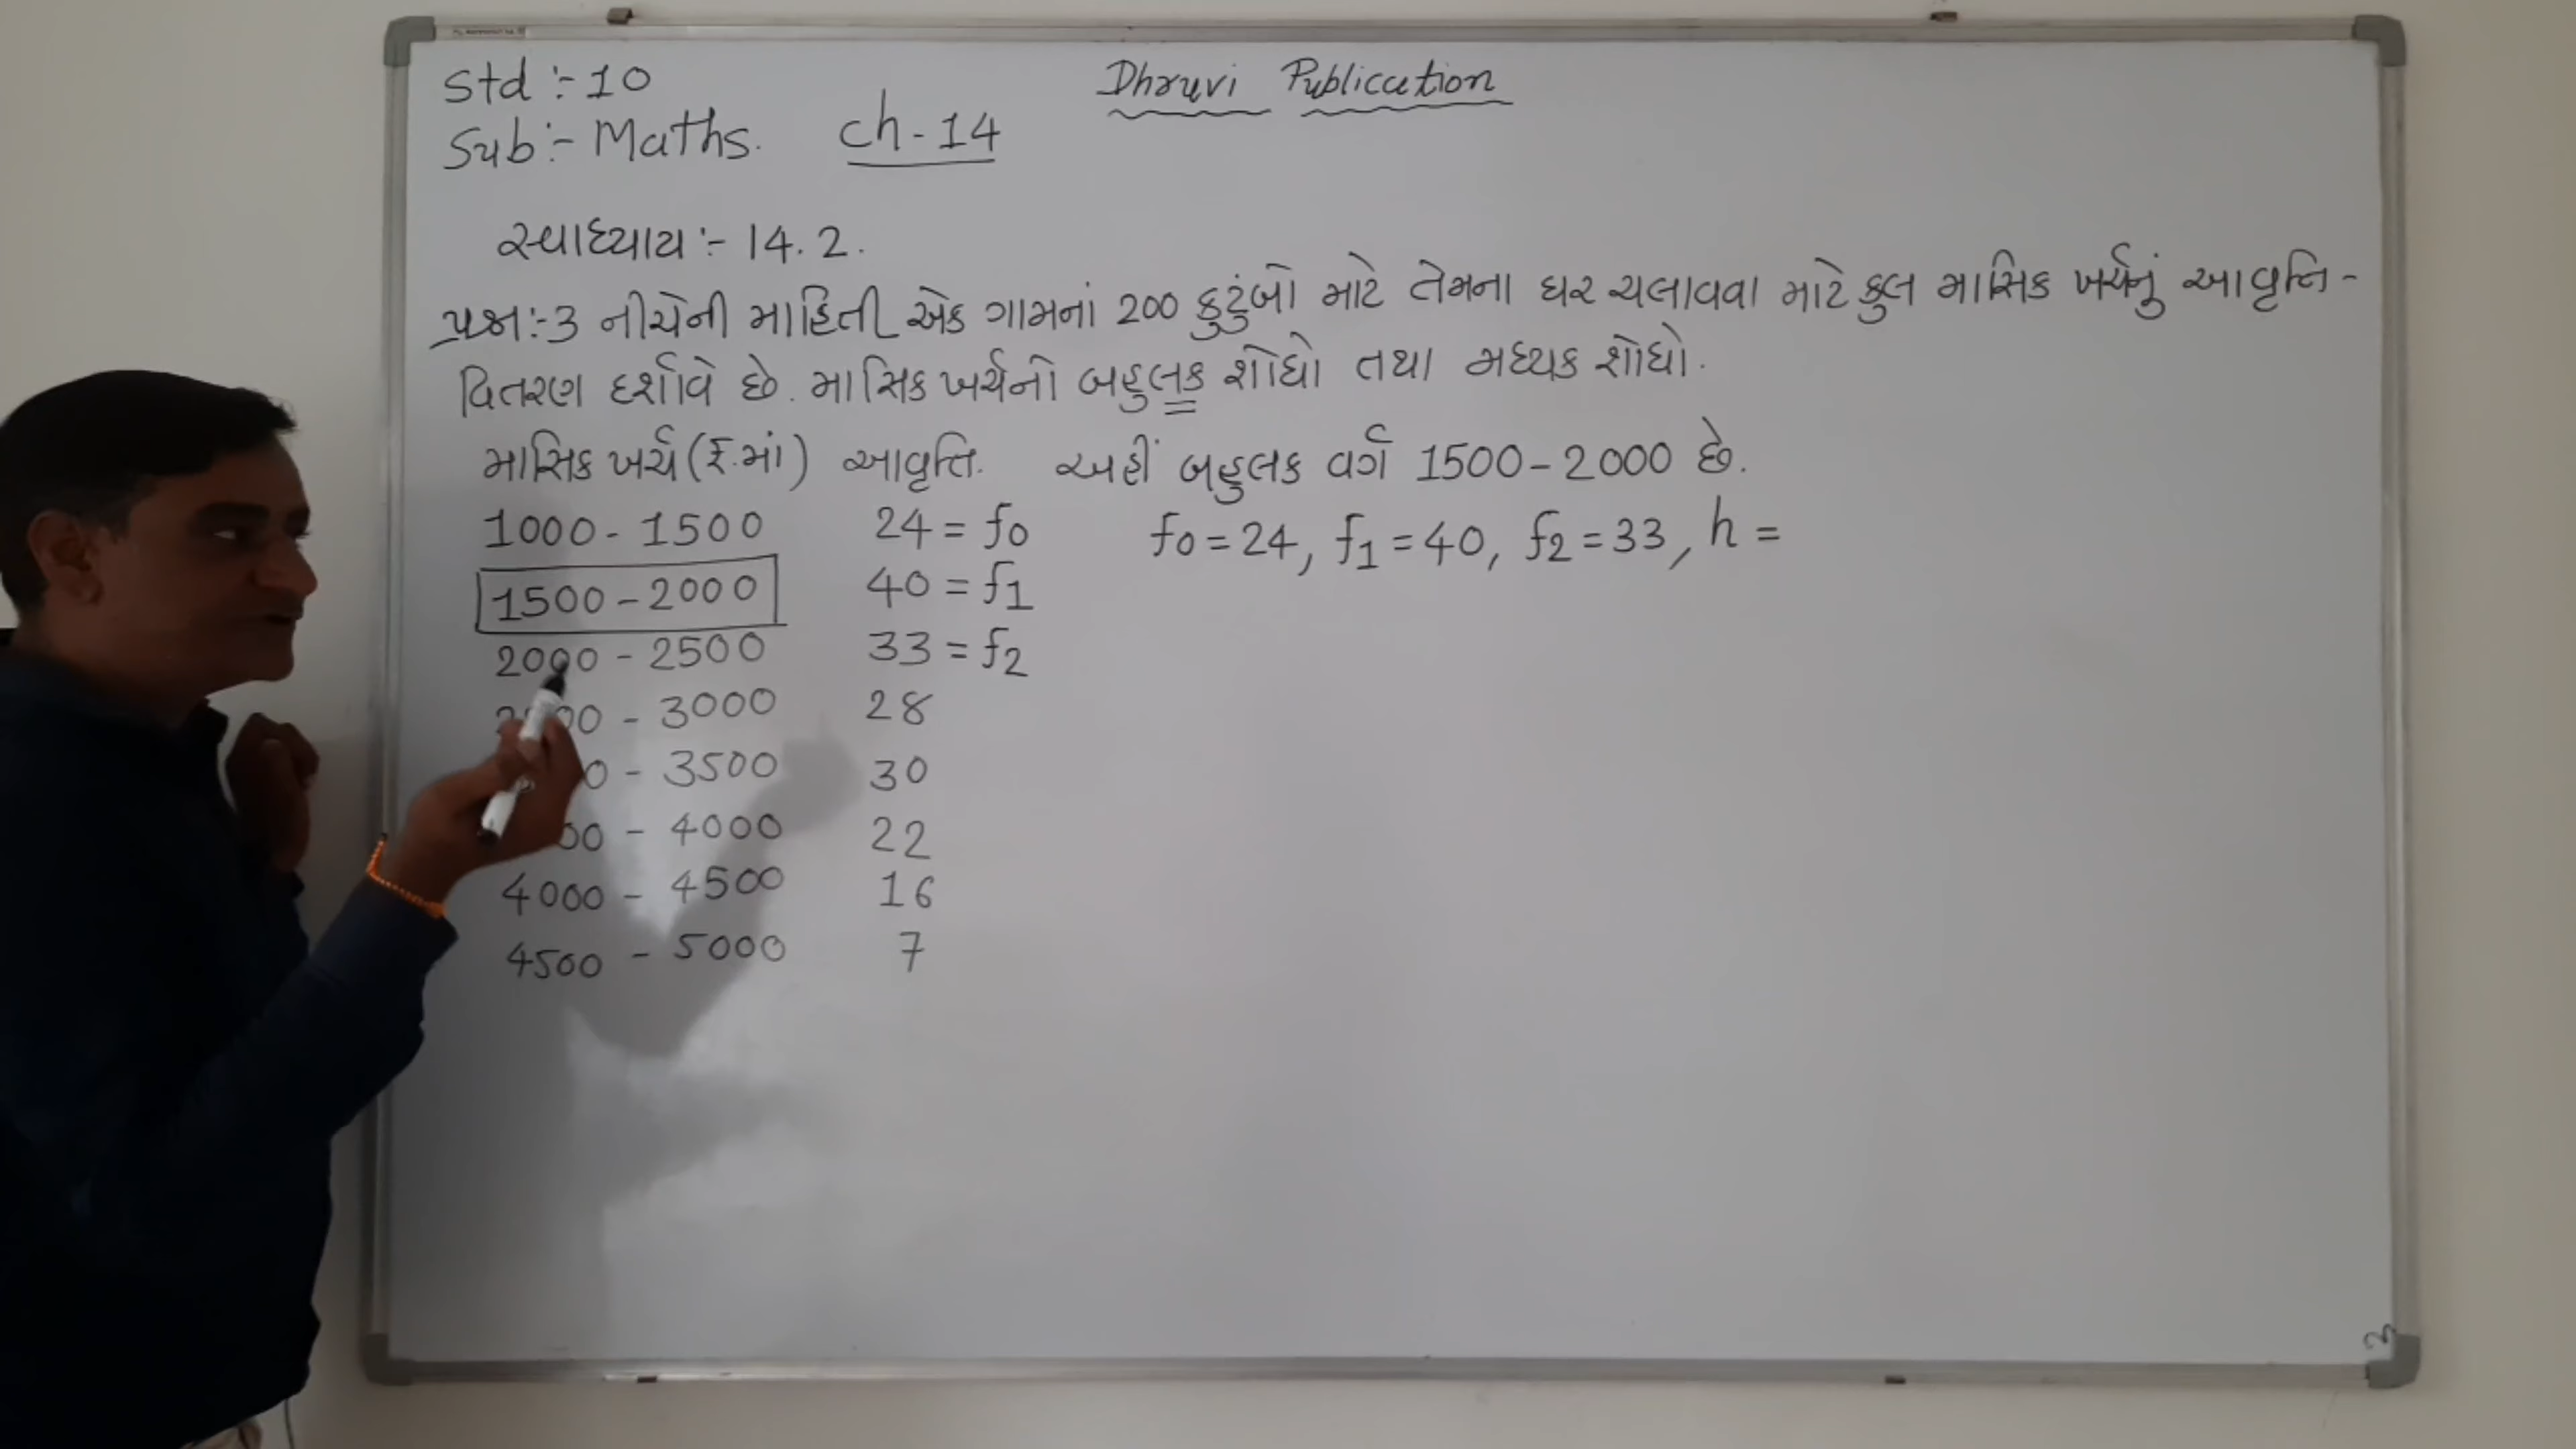 Std :- 10
Dhruvi Publication
Sub :- Maths. ch - 14
સ્વાધ્યાય :- 14.2.
પ્રશ્ન :- 3 નીચેની માહિતી એક ગામનાં 200 કુટુંબો માટે તેમના ઘર ચલાવવા માટે કુલ માસિક ખર્ચનું આવૃત્તિ -
વિતરણ દર્શાવે છે. માસિક ખર્ચનો બહુલક શોધો તથા મધ્યક શોધો.
માસિક ખર્ચ (₹.માં) આવૃત્તિ. અહીં બહુલક વર્ગ 1500 - 2000 છે.
1000 - 1500 24 = f0 f0 = 24, f1 = 40, f2 = 33, h =
1500 - 2000 40 = f1
2000 - 2500 33 = f2
- 3000 28
- 3500 30
- 4000 22
4000 - 4500 16
4500 - 5000 7